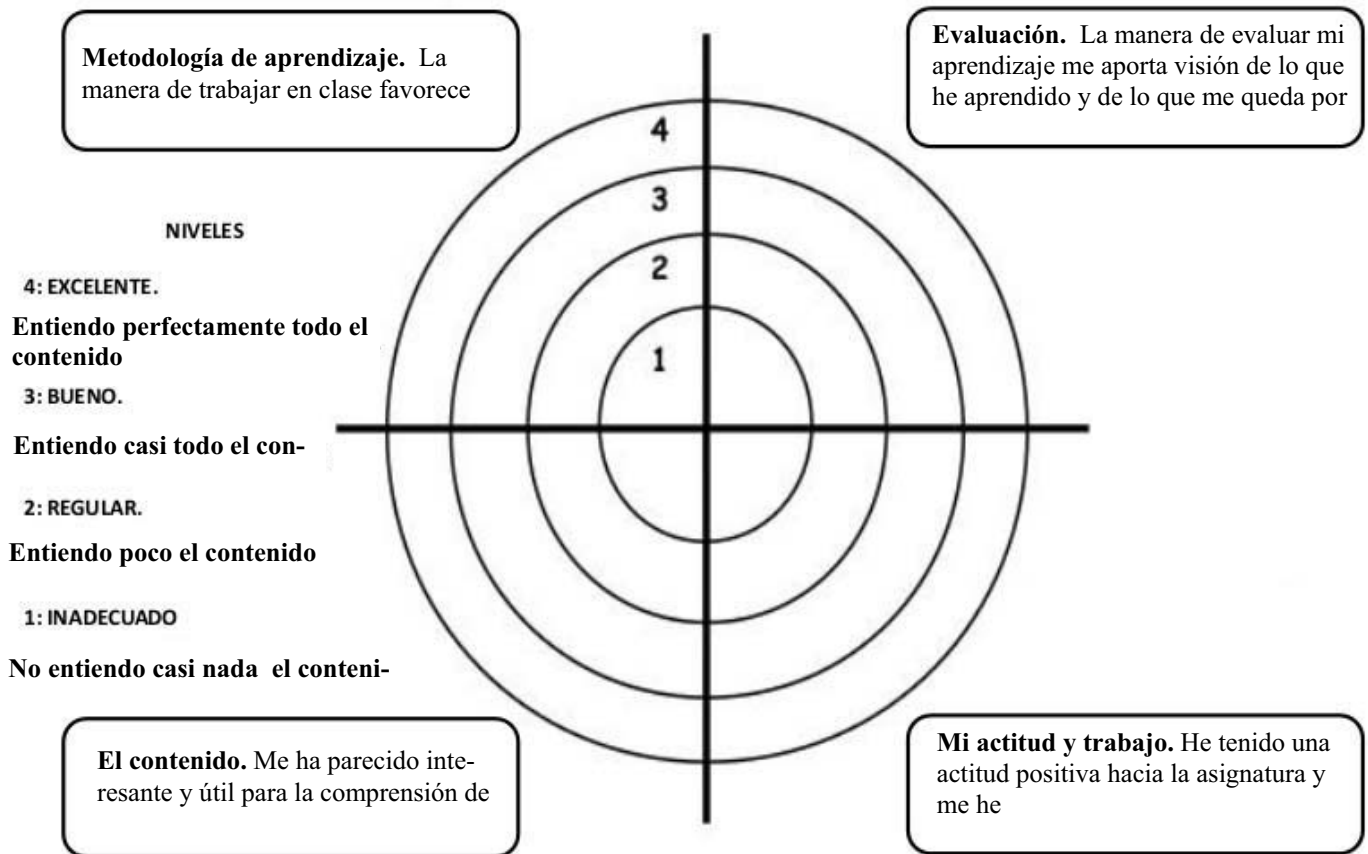 Metodología de aprendizaje. La
manera de trabajar en clase favorece
Evaluación. La manera de evaluar mi
aprendizaje me aporta visión de lo que
he aprendido y de lo que me queda por
4
3
2
1
NIVELES
4: EXCELENTE.
Entiendo perfectamente todo el
contenido
3: BUENO.
Entiendo casi todo el con-
2: REGULAR.
Entiendo poco el contenido
1: INADECUADO
No entiendo casi nada el conteni-
El contenido. Me ha parecido inte-
resante y útil para la comprensión de
Mi actitud y trabajo. He tenido una
actitud positiva hacia la asignatura y
me he